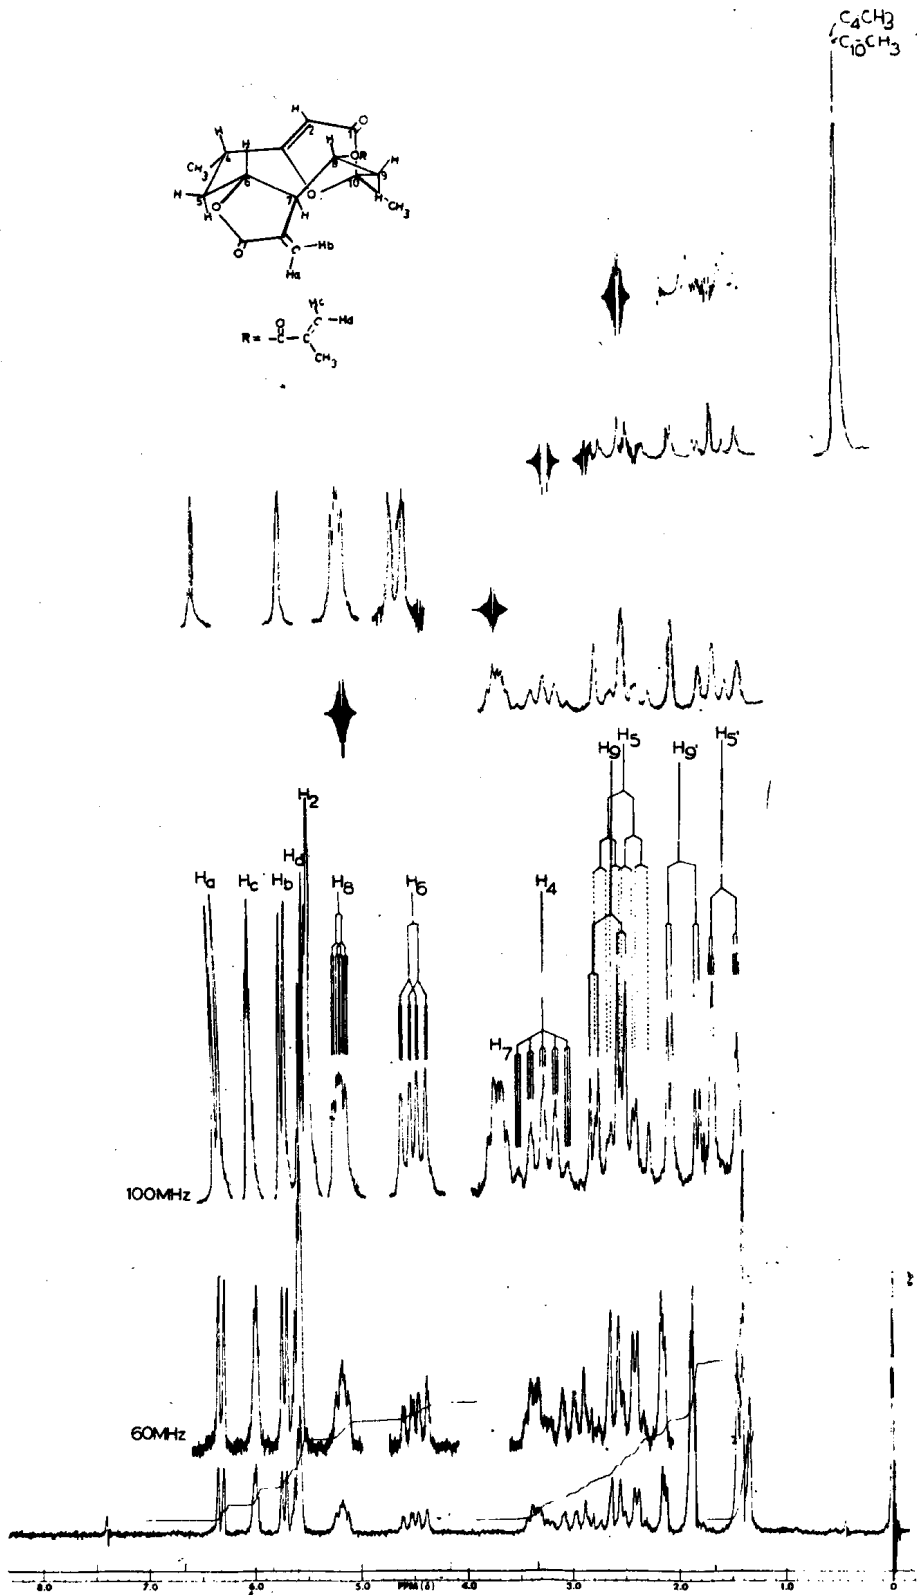 C4CH3
C10CH3
H
2
1
O
H
H
H
8
OR
H
CH3
4
6
9
10
H
5
O
7
O
H
CH3
H
H
O
C
Hb
Ha
Hc
R = -C-C
O
C
Hd
CH3
H5
H9
H9'
H5'
H2
Hd
Ha
Hc
Hb
H8
H6
H4
H7
100MHz
60MHz
8.0
7.0
6.0
5.0
PPM (δ)
4.0
3.0
2.0
1.0
0